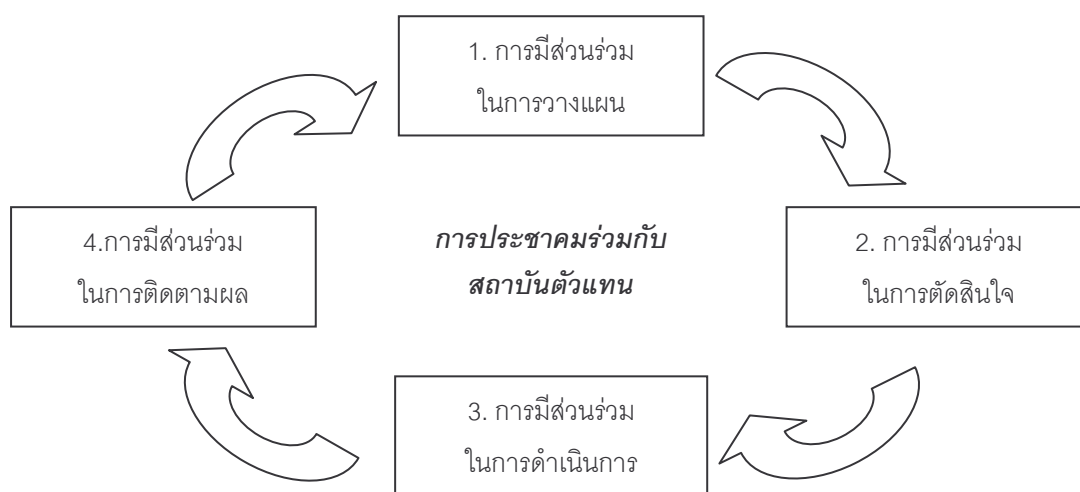 1. การมีส่วนร่วม
ในการวางแผน
4.การมีส่วนร่วม
ในการติดตามผล
การประชาคมร่วมกับ
สถาบันตัวแทน
2. การมีส่วนร่วม
ในการตัดสินใจ
3. การมีส่วนร่วม
ในการดำเนินการ